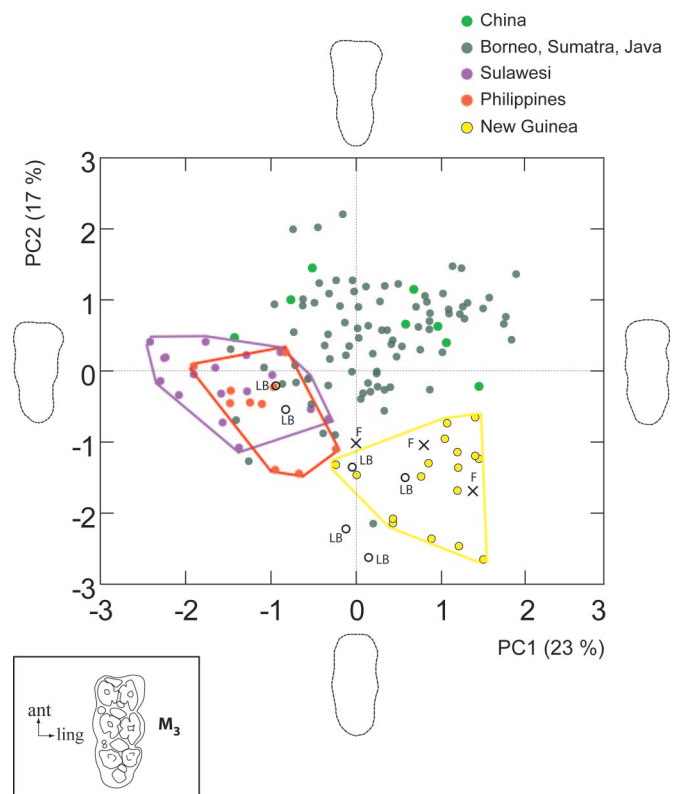 China
Borneo, Sumatra, Java
Sulawesi
Philippines
New Guinea
PC2 (17 %)
3
2
1
0
-1
-2
-3
LB
LB
F
F
LB
LB
F
LB
LB
-3
-2
-1
0
1
2
3
PC1 (23 %)
ant
ling
M3